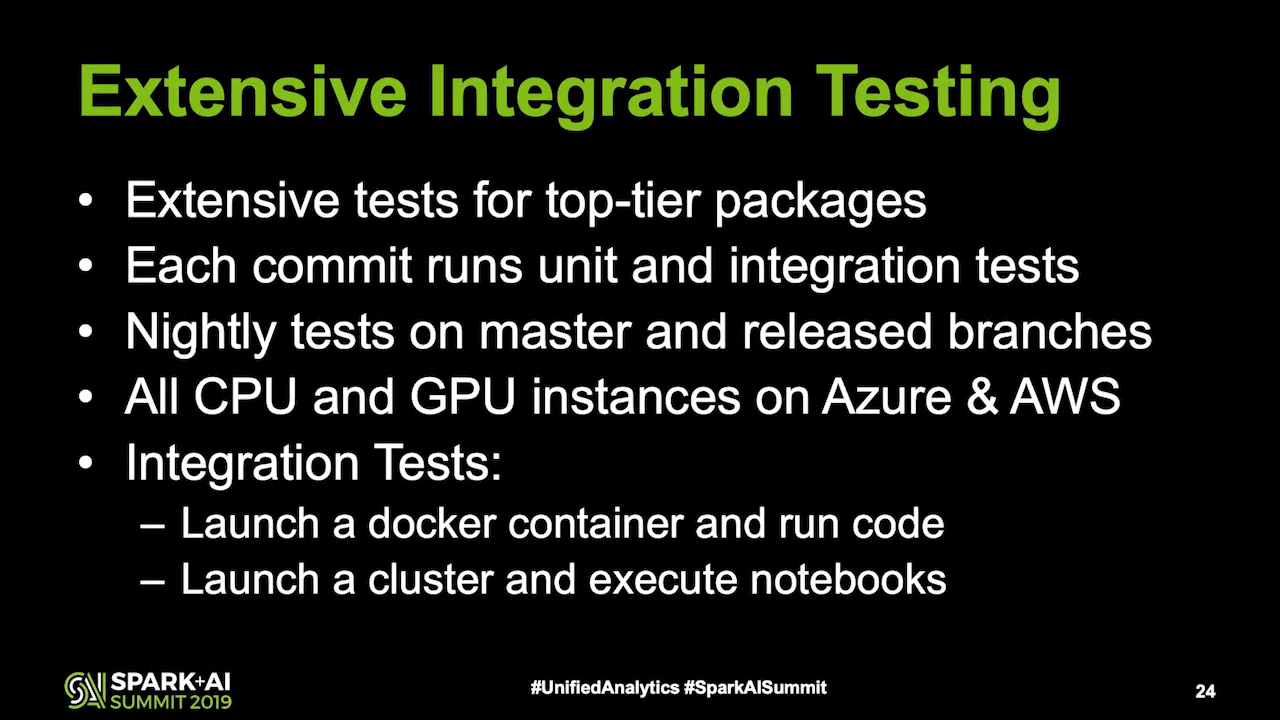 Extensive Integration Testing
• Extensive tests for top-tier packages
• Each commit runs unit and integration tests
• Nightly tests on master and released branches
• All CPU and GPU instances on Azure & AWS
• Integration Tests:
– Launch a docker container and run code
– Launch a cluster and execute notebooks
SPARK+AI
SUMMIT 2019
#UnifiedAnalytics #SparkAISummit
24